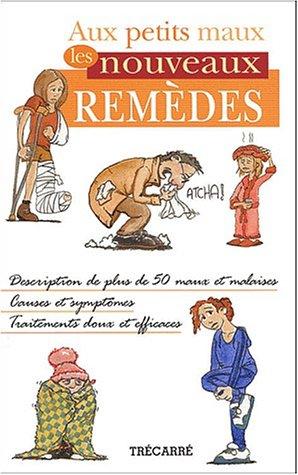 Aux petits maux
les nouveaux
REMÈDES
ATCHA!
Description de plus de 50 maux et malaises
Causes et symptômes
Traitements doux et efficaces
TRÉCARRÉ